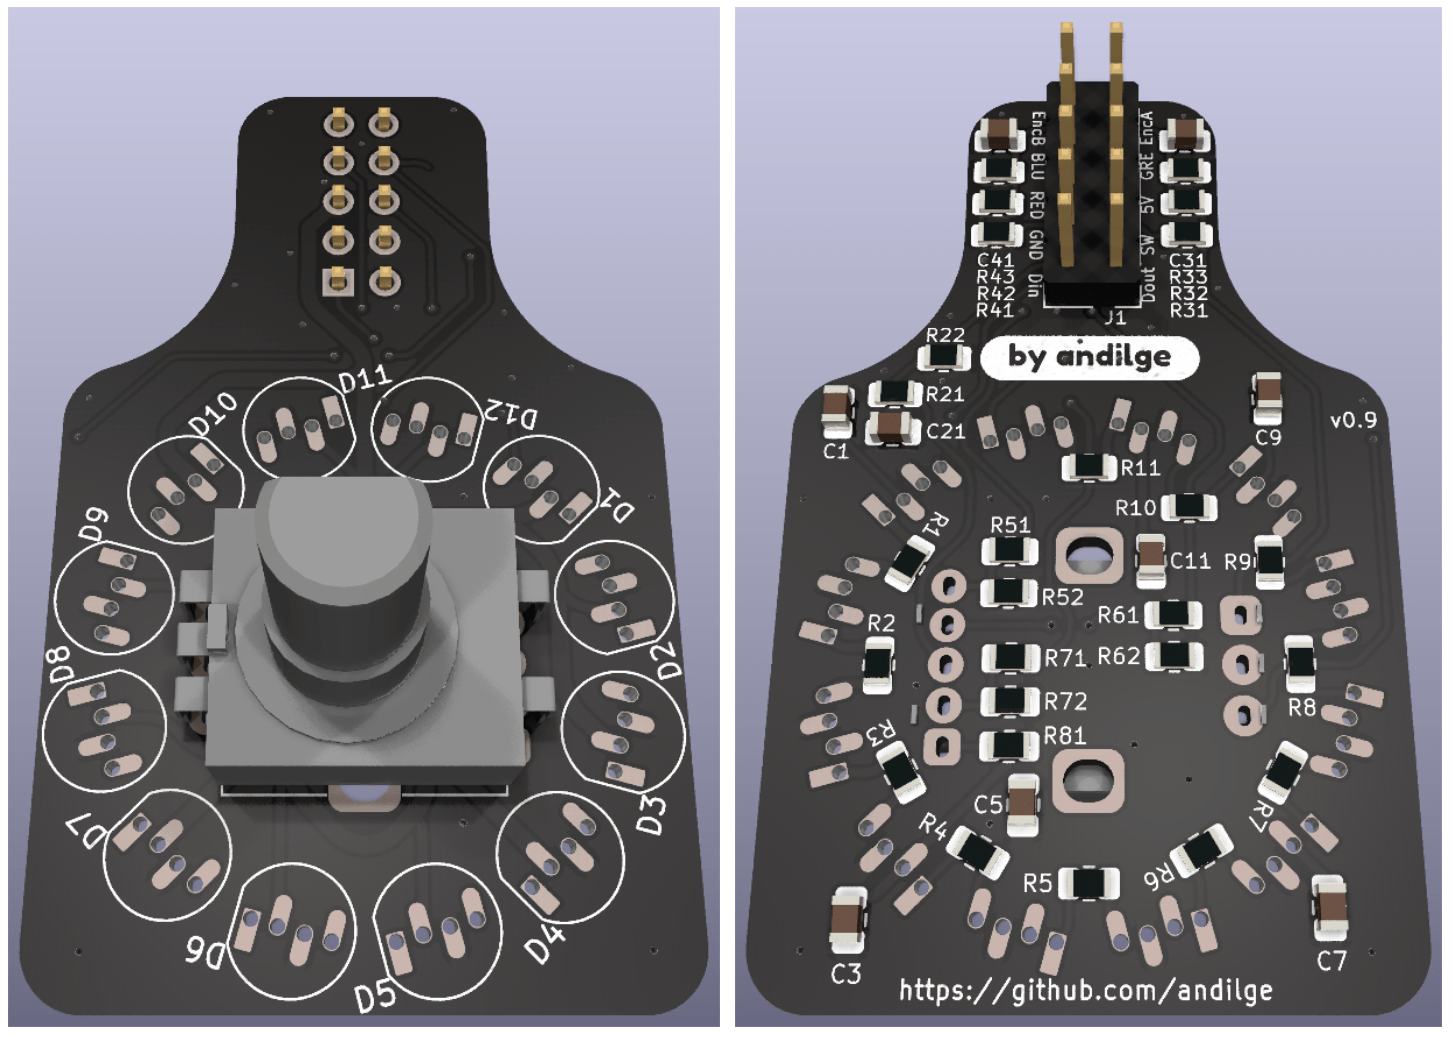 D11
D12
D10
D1
D9
D2
D8
D3
D7
D4
D6
D5
EncB BLU RED GND Din
EncA GRE 5V SW Dout
C41
R43
R42
R41
C31
R33
R32
R31
J1
R22
by andilge
R21
C21
C1
C9
v0.9
R11
R10
R1
R51
C11
R9
R52
R61
R2
R71
R62
R72
R8
R3
R81
C5
R4
R7
R5
R6
C3
C7
https://github.com/andilge